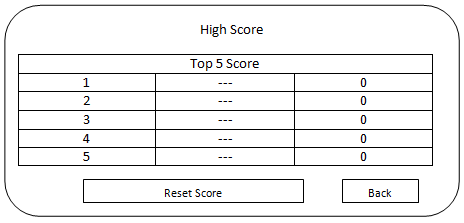 High Score
Top 5 Score
1 --- 0
2 --- 0
3 --- 0
4 --- 0
5 --- 0
Reset Score Back